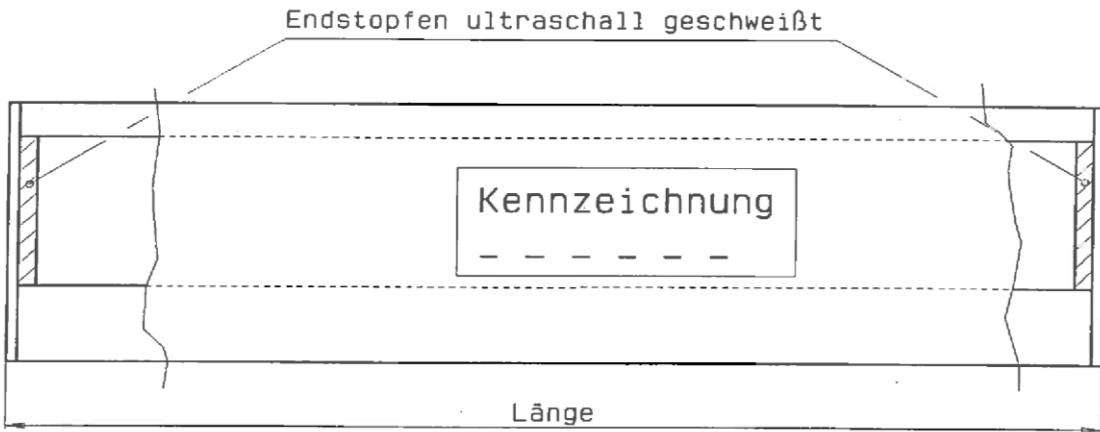 Endstopfen ultraschall geschweißt
Kennzeichnung
_ _ _ _ _ _
Länge